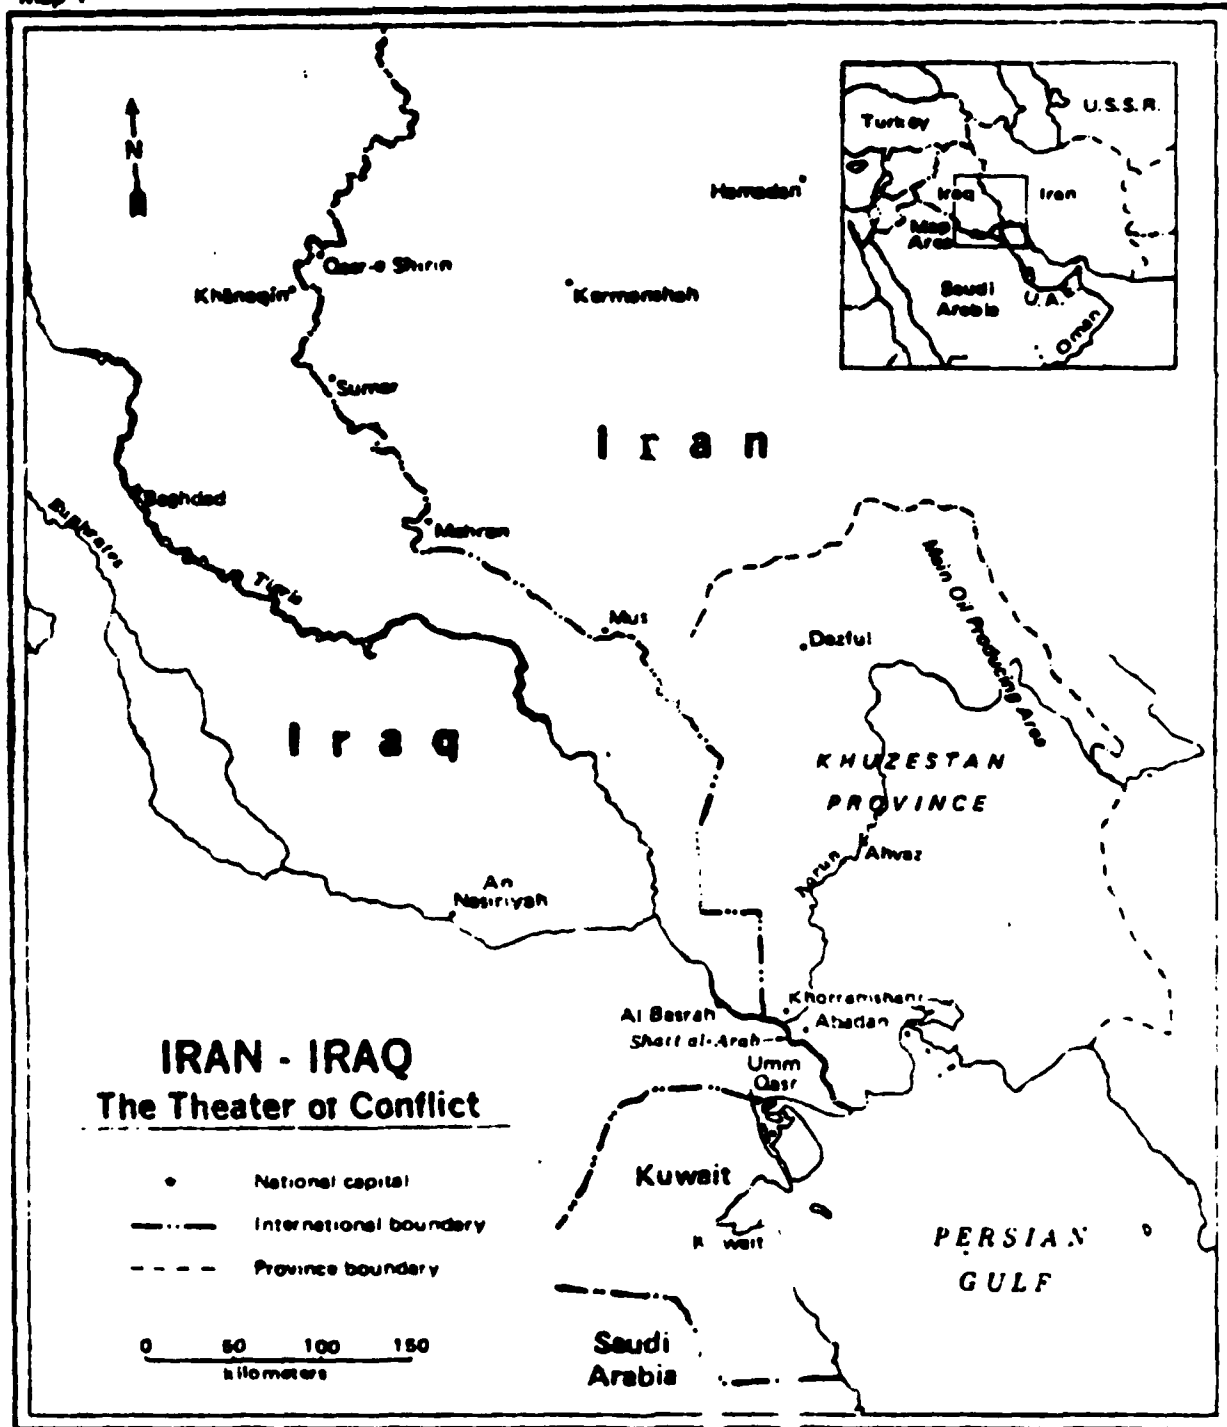 Map
N
Turkey
U.S.S.R.
Iraq
Iran
Map
Area
Saudi
Arabia
U.A.E.
Oman
Hamadan
Qasr-e Shirin
Khānaqin
Kermanshah
Sumar
Iran
Baghdad
Euphrates
Mehran
Tigris
Main Oil Producing Area
Mus
Dezful
Iraq
KHUZESTAN
PROVINCE
Ahvaz
An
Nasiriyah
Khorramshahr
Al Basrah
Abadan
Shatt al-Arab
Umm
Qasr
IRAN - IRAQ
The Theater of Conflict
Kuwait
National capital
International boundary
Province boundary
Kuwait
PERSIAN
GULF
0 50 100 150
kilometers
Saudi
Arabia